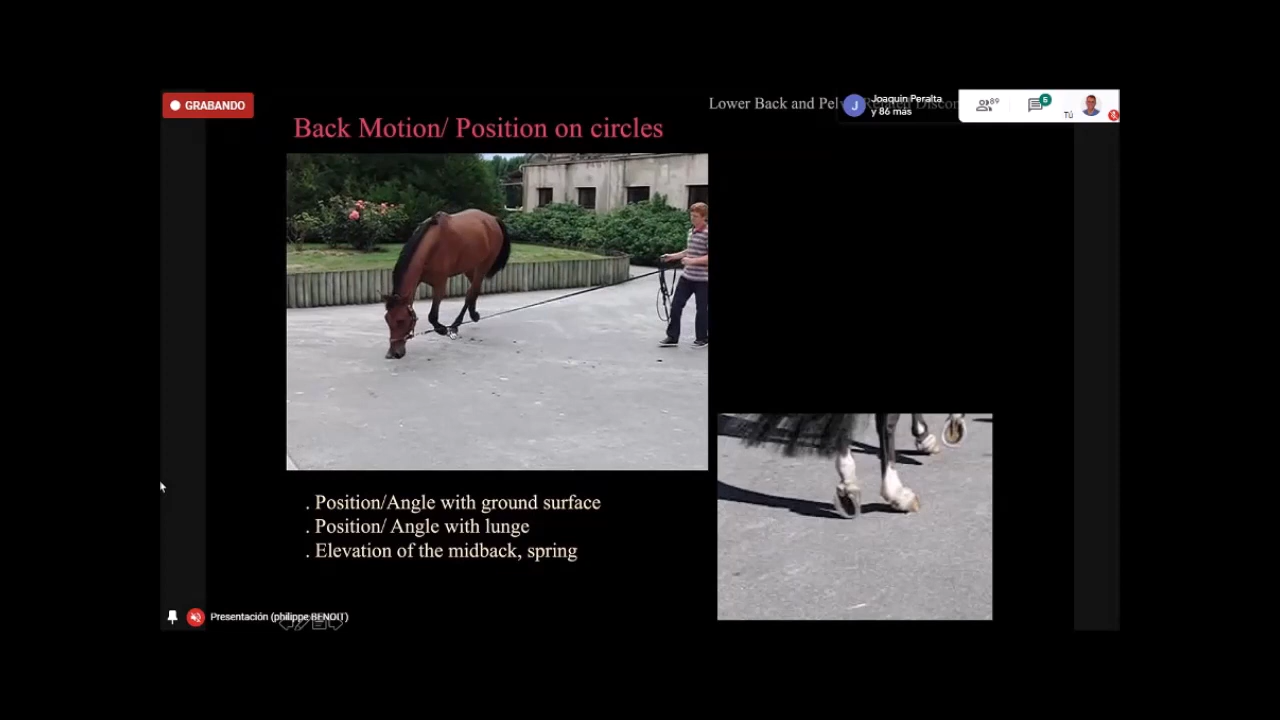 GRABANDO
Lower Back and Pel
Joaquin Peralta
y 86 más
89
6
Tú
J
Back Motion/ Position on circles
. Position/Angle with ground surface
. Position/ Angle with lunge
. Elevation of the midback, spring
Presentación (philippe BENOIT)